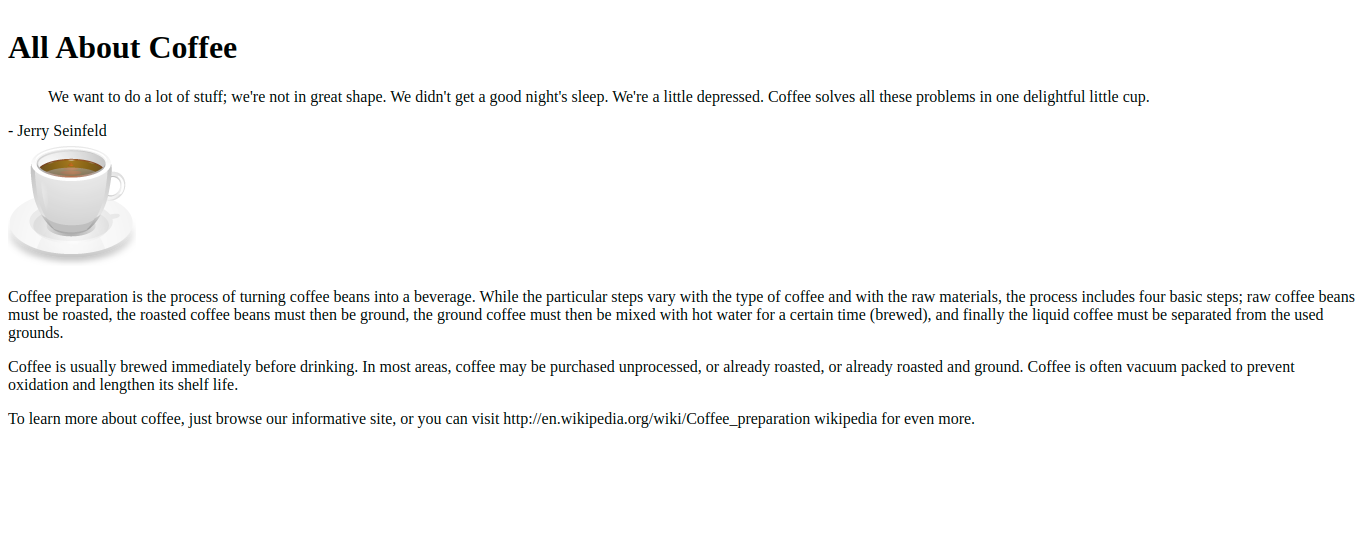 All About Coffee
We want to do a lot of stuff; we're not in great shape. We didn't get a good night's sleep. We're a little depressed. Coffee solves all these problems in one delightful little cup.
- Jerry Seinfeld
Coffee preparation is the process of turning coffee beans into a beverage. While the particular steps vary with the type of coffee and with the raw materials, the process includes four basic steps; raw coffee beans
must be roasted, the roasted coffee beans must then be ground, the ground coffee must then be mixed with hot water for a certain time (brewed), and finally the liquid coffee must be separated from the used
grounds.
Coffee is usually brewed immediately before drinking. In most areas, coffee may be purchased unprocessed, or already roasted, or already roasted and ground. Coffee is often vacuum packed to prevent
oxidation and lengthen its shelf life.
To learn more about coffee, just browse our informative site, or you can visit http://en.wikipedia.org/wiki/Coffee_preparation wikipedia for even more.